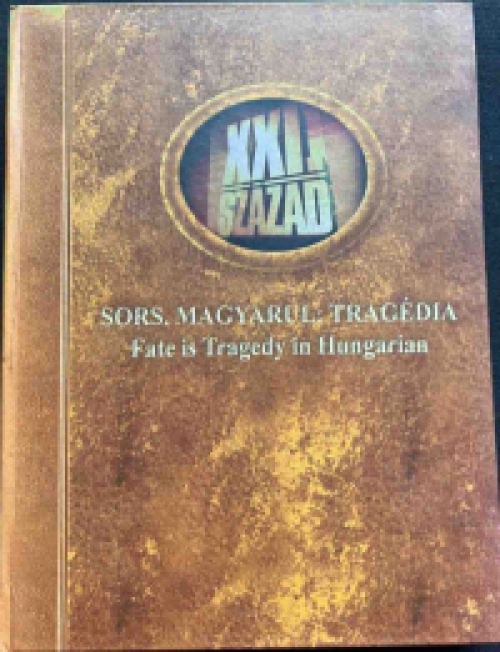 XXI.
SZÁZAD
SORS, MAGYARUL: TRAGÉDIA
Fate is Tragedy in Hungarian